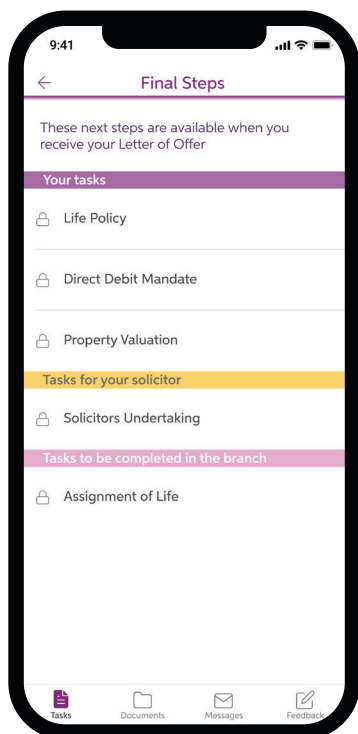 9:41
Final Steps
These next steps are available when you
receive your Letter of Offer
Your tasks
Life Policy
Direct Debit Mandate
Property Valuation
Tasks for your solicitor
Solicitors Undertaking
Tasks to be completed in the branch
Assignment of Life
Tasks Documents Messages Feedback